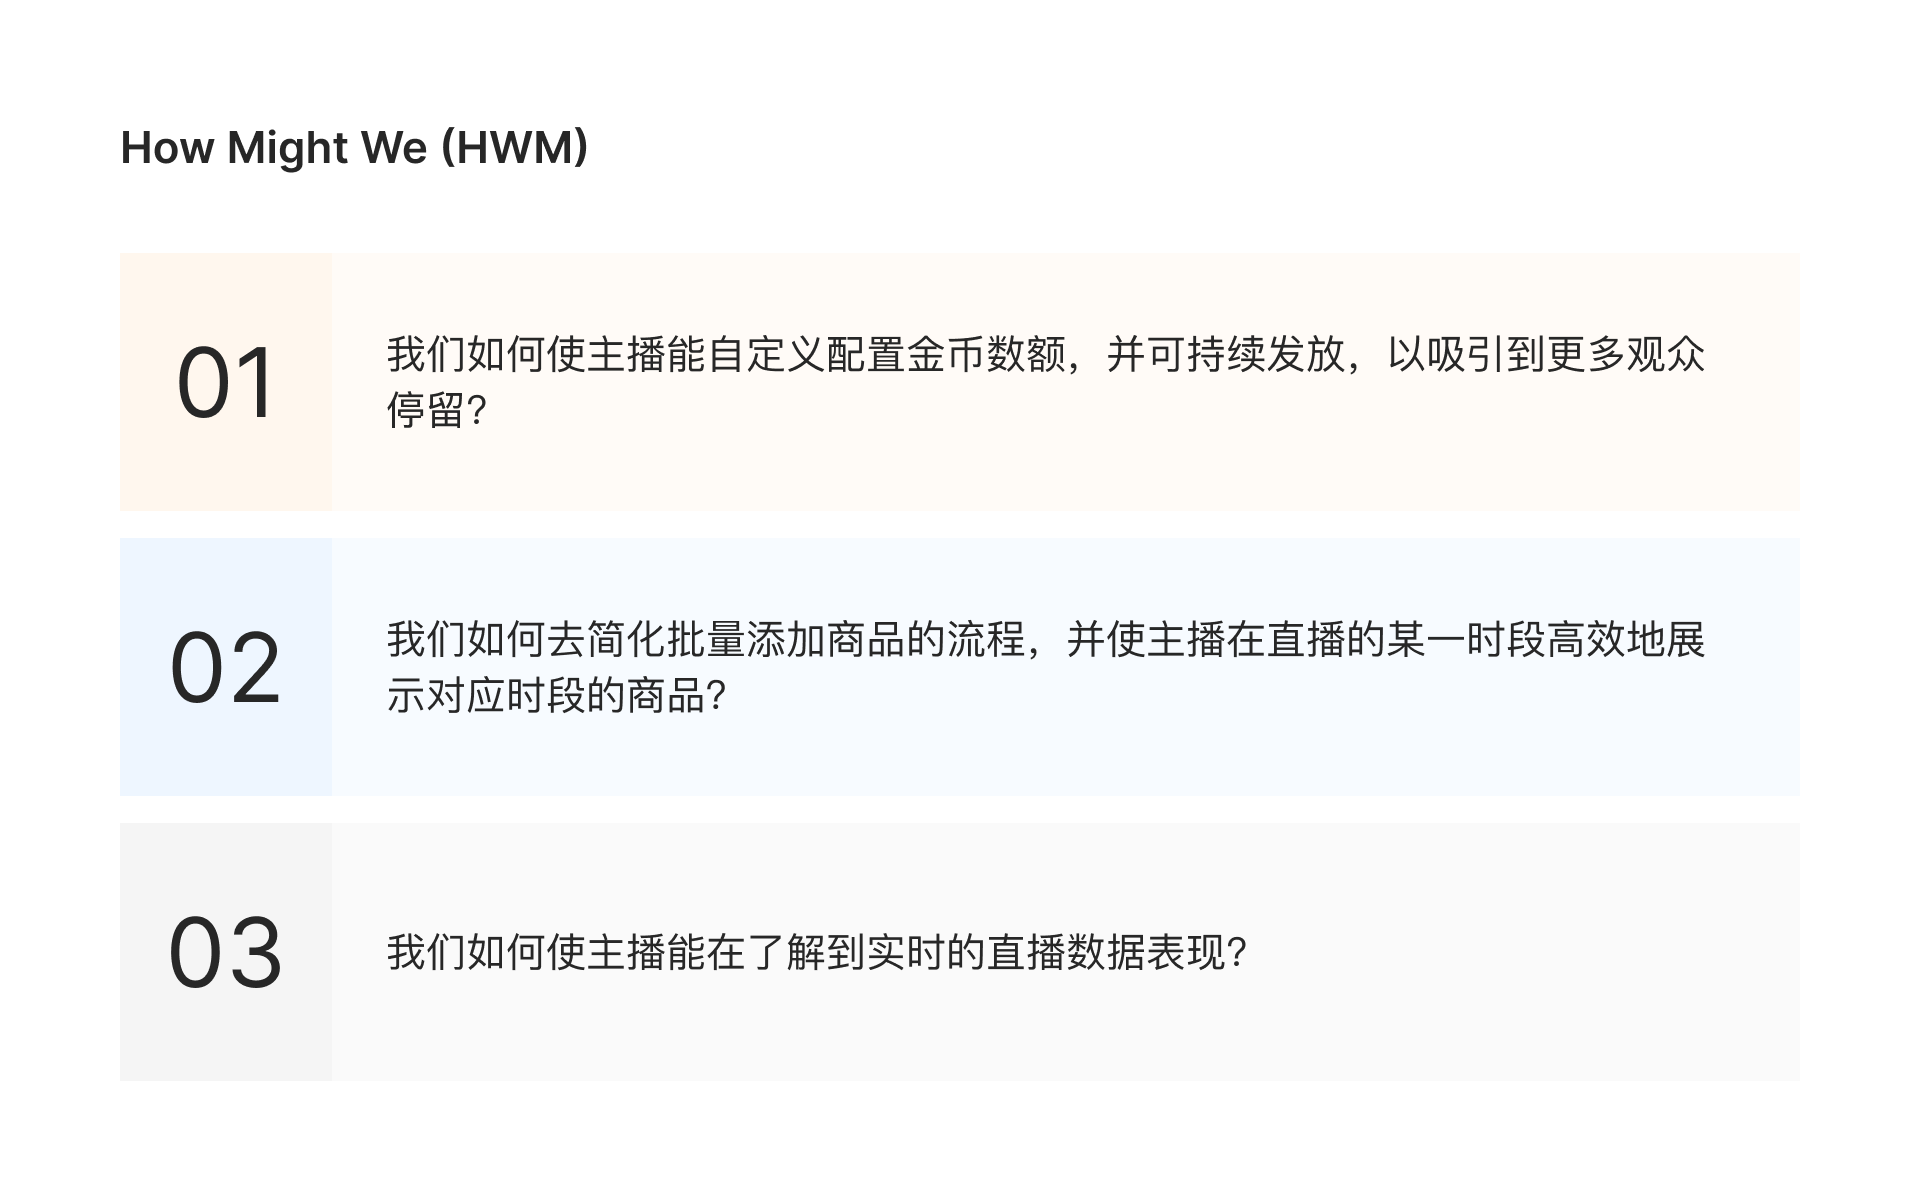 How Might We (HWM)
01
我们如何使主播能自定义配置金币数额，并可持续发放，以吸引到更多观众
停留？
02
我们如何去简化批量添加商品的流程，并使主播在直播的某一时段高效地展
示对应时段的商品？
03
我们如何使主播能在了解到实时的直播数据表现？